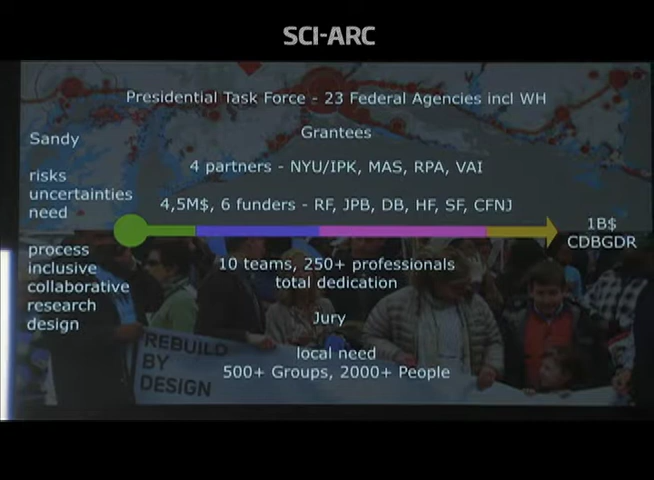 SCI-ARC
Presidential Task Force - 23 Federal Agencies incl WH
Sandy
Grantees
4 partners - NYU/IPK, MAS, RPA, VAI
risks
uncertainties
need
4,5M$, 6 funders - RF, JPB, DB, HF, SF, CFNJ
1B$
CDBGDR
process
inclusive
collaborative
research
design
10 teams, 250+ professionals
total dedication
Jury
local need
500+ Groups, 2000+ People
REBUILD
BY
DESIGN